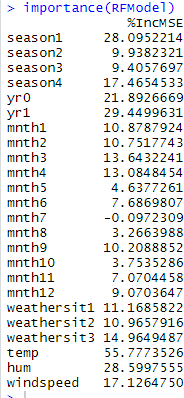 > importance(RFModel)
%IncMSE
season1 28.0952214
season2 9.9382321
season3 9.4057697
season4 17.4654533
yr0 21.8926669
yr1 29.4499631
mnth1 10.8787924
mnth2 10.7517743
mnth3 13.6432241
mnth4 13.0848454
mnth5 4.6377261
mnth6 7.6869807
mnth7 -0.0972309
mnth8 3.2663988
mnth9 10.2088852
mnth10 3.7535286
mnth11 7.0704458
mnth12 9.0703647
weathersit1 11.1685822
weathersit2 10.9657916
weathersit3 14.9649487
temp 55.7773526
hum 28.5997555
windspeed 17.1264750
>